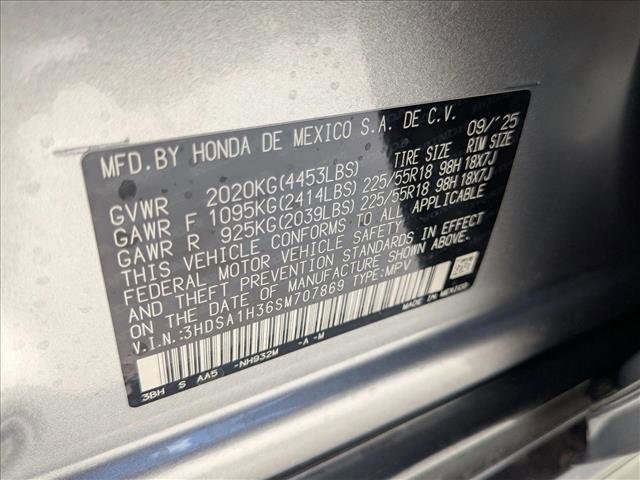 MFD.BY HONDA DE MEXICO S.A. DE C.V. 09/'25
GVWR 2020KG(4453LBS) TIRE SIZE RIM SIZE
GAWR F 1095KG(2414LBS) 225/55R18 98H 18X7J
GAWR R 925KG(2039LBS) 225/55R18 98H 18X7J
THIS VEHICLE CONFORMS TO ALL APPLICABLE
FEDERAL MOTOR VEHICLE SAFETY
AND THEFT PREVENTION STANDARDS IN EFFECT
ON THE DATE OF MANUFACTURE SHOWN ABOVE.
V.I.N.:3HDSA1H36SM707869 TYPE:MPV
MADE IN MEXICO
3BH S AA5 -NH932M -A -M